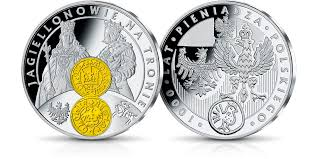 JAGIELLONOWIE NA TRONIE
1000 LAT • PIENIĄDZA • POLSKIEGO